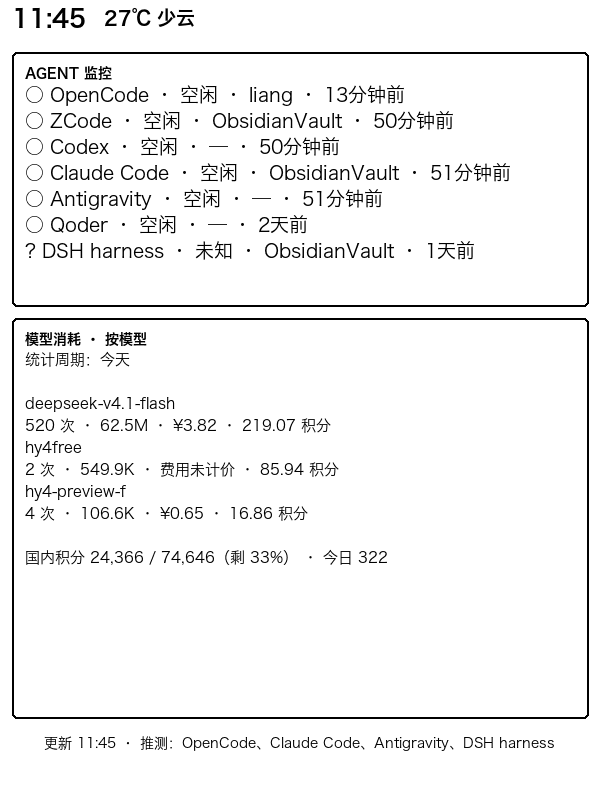 11:45 27℃ 少云
AGENT 监控
○ OpenCode · 空闲 · liang · 13分钟前
○ ZCode · 空闲 · ObsidianVault · 50分钟前
○ Codex · 空闲 · — · 50分钟前
○ Claude Code · 空闲 · ObsidianVault · 51分钟前
○ Antigravity · 空闲 · — · 51分钟前
○ Qoder · 空闲 · — · 2天前
? DSH harness · 未知 · ObsidianVault · 1天前
模型消耗 · 按模型
统计周期：今天
deepseek-v4.1-flash
520 次 · 62.5M · ¥3.82 · 219.07 积分
hy4free
2 次 · 549.9K · 费用未计价 · 85.94 积分
hy4-preview-f
4 次 · 106.6K · ¥0.65 · 16.86 积分
国内积分 24,366 / 74,646（剩 33%） · 今日 322
更新 11:45 · 推测：OpenCode、Claude Code、Antigravity、DSH harness